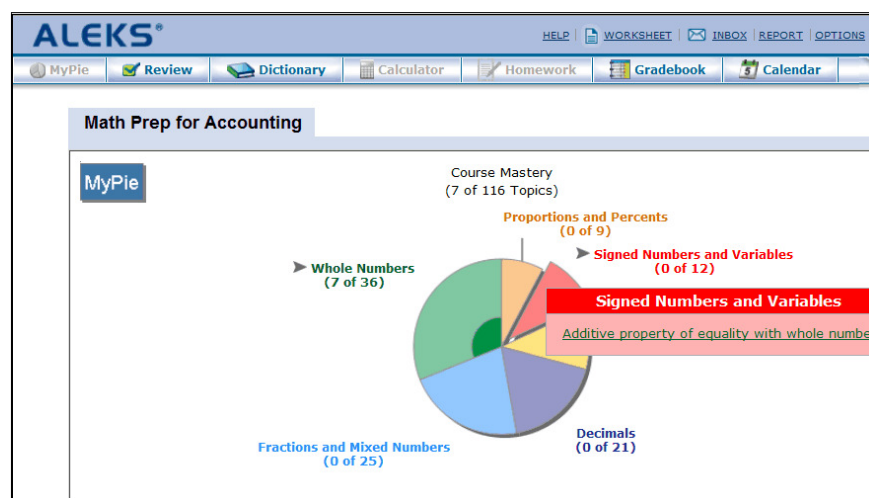 ALEKS®
HELP | WORKSHEET | INBOX | REPORT | OPTIONS
MyPie Review Dictionary Calculator Homework Gradebook 5 Calendar
Math Prep for Accounting
MyPie
Course Mastery
(7 of 116 Topics)
Proportions and Percents
(0 of 9)
Signed Numbers and Variables
(0 of 12)
Whole Numbers
(7 of 36)
Signed Numbers and Variables
Additive property of equality with whole numbe
Decimals
(0 of 21)
Fractions and Mixed Numbers
(0 of 25)